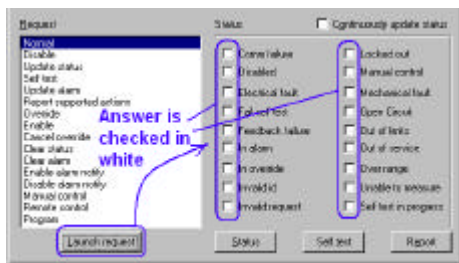 Request
Normal
Disable
Update status
Self test
Update alarm
Report supported actions
Override
Enable
Cancel override
Clear status
Clear alarm
Enable alarm notify
Disable alarm notify
Manual control
Remote control
Program
Launch request
Answer is
checked in
white
Status
Continuously update status
Comm failure
Disabled
Electrical fault
Fail self test
Feedback failure
In alarm
In override
Invalid id
Invalid request
Locked out
Manual control
Mechanical fault
Open Circuit
Out of limits
Out of service
Overrange
Unable to measure
Self test in progress
Status
Self test
Report